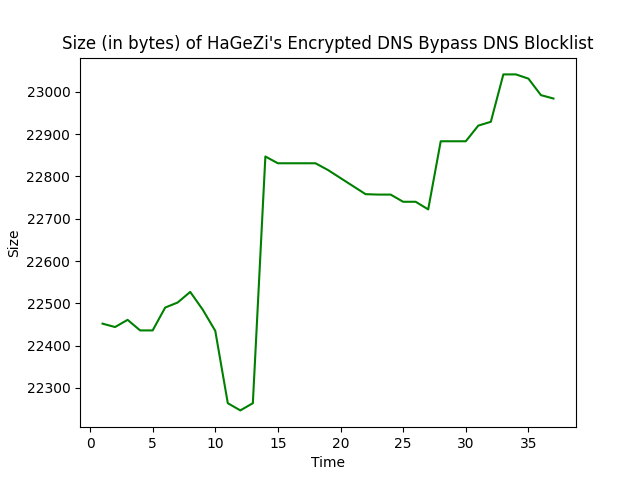 Size (in bytes) of HaGeZi's Encrypted DNS Bypass DNS Blocklist
23000
22900
22800
22700
22600
22500
22400
22300
Size
0 5 10 15 20 25 30 35
Time